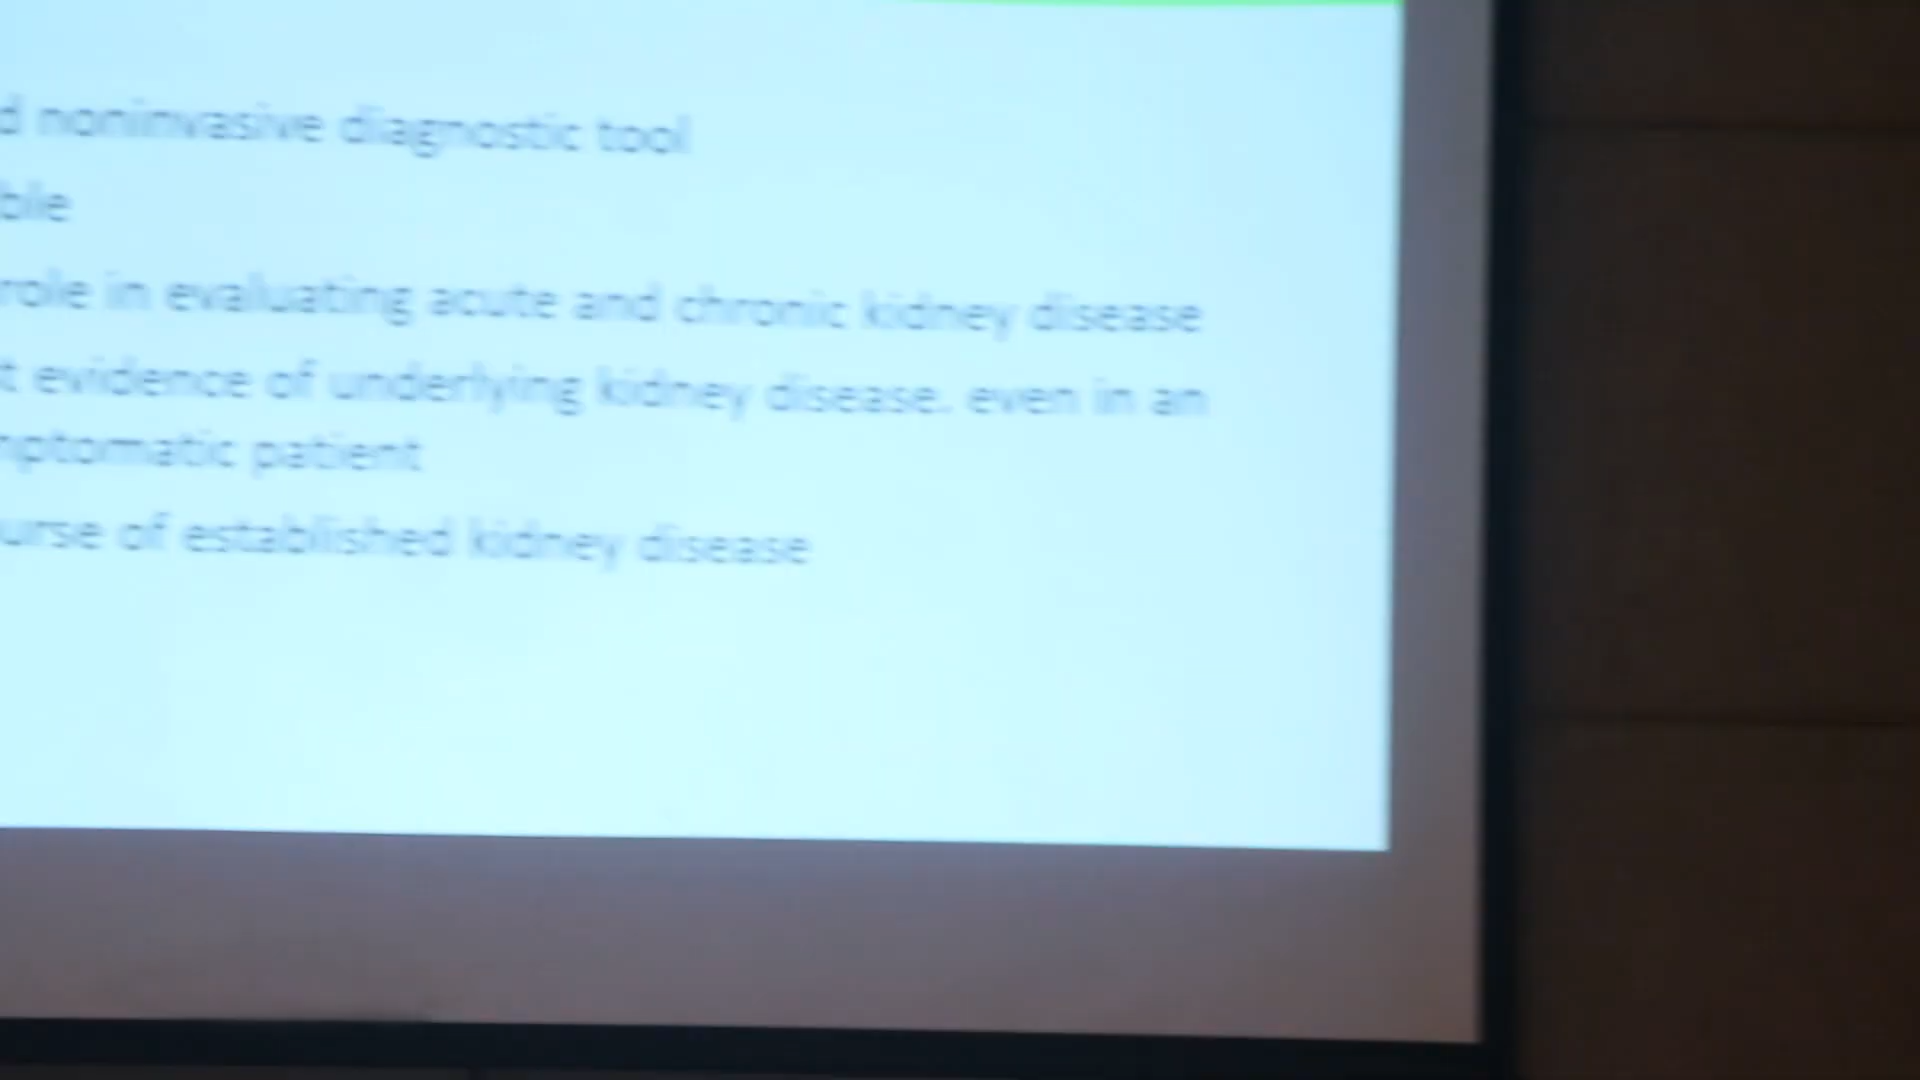 d noninvasive diagnostic tool
ble
role in evaluating acute and chronic kidney disease
t evidence of underlying kidney disease. even in an
mptomatic patient
urse of established kidney disease